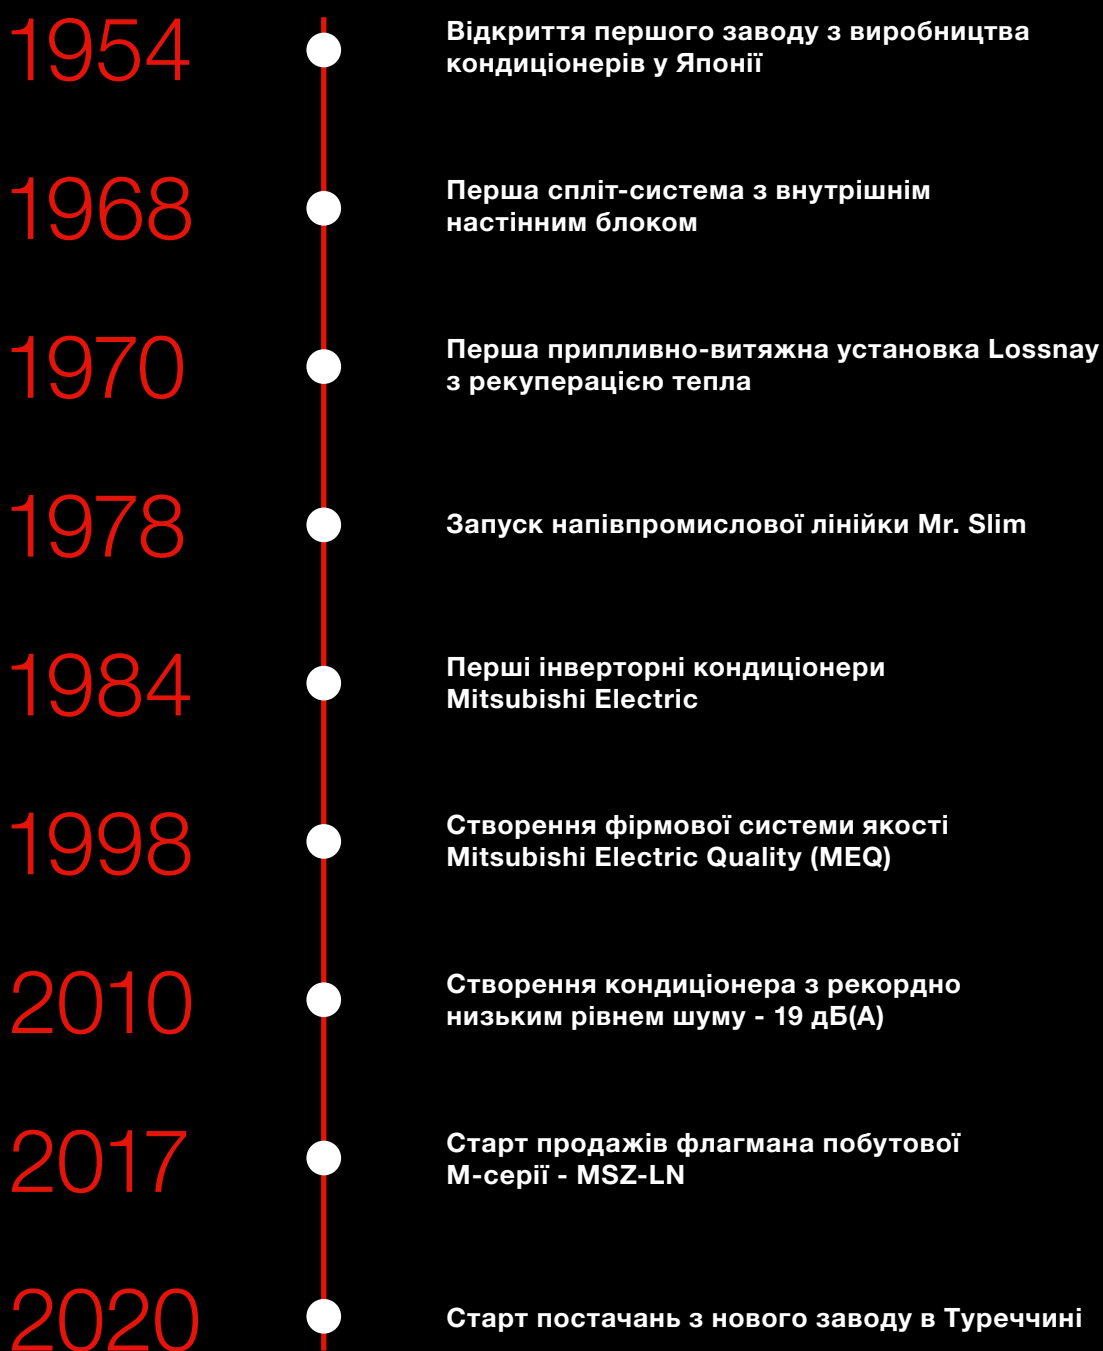 1954
Відкриття першого заводу з виробництва
кондиціонерів у Японії
1968
Перша спліт-система з внутрішнім
настінним блоком
1970
Перша припливно-витяжна установка Lossnay
з рекуперацією тепла
1978
Запуск напівпромислової лінійки Mr. Slim
1984
Перші інверторні кондиціонери
Mitsubishi Electric
1998
Створення фірмової системи якості
Mitsubishi Electric Quality (MEQ)
2010
Створення кондиціонера з рекордно
низьким рівнем шуму - 19 дБ(А)
2017
Старт продажів флагмана побутової
М-серії - MSZ-LN
2020
Старт постачань з нового заводу в Туреччині